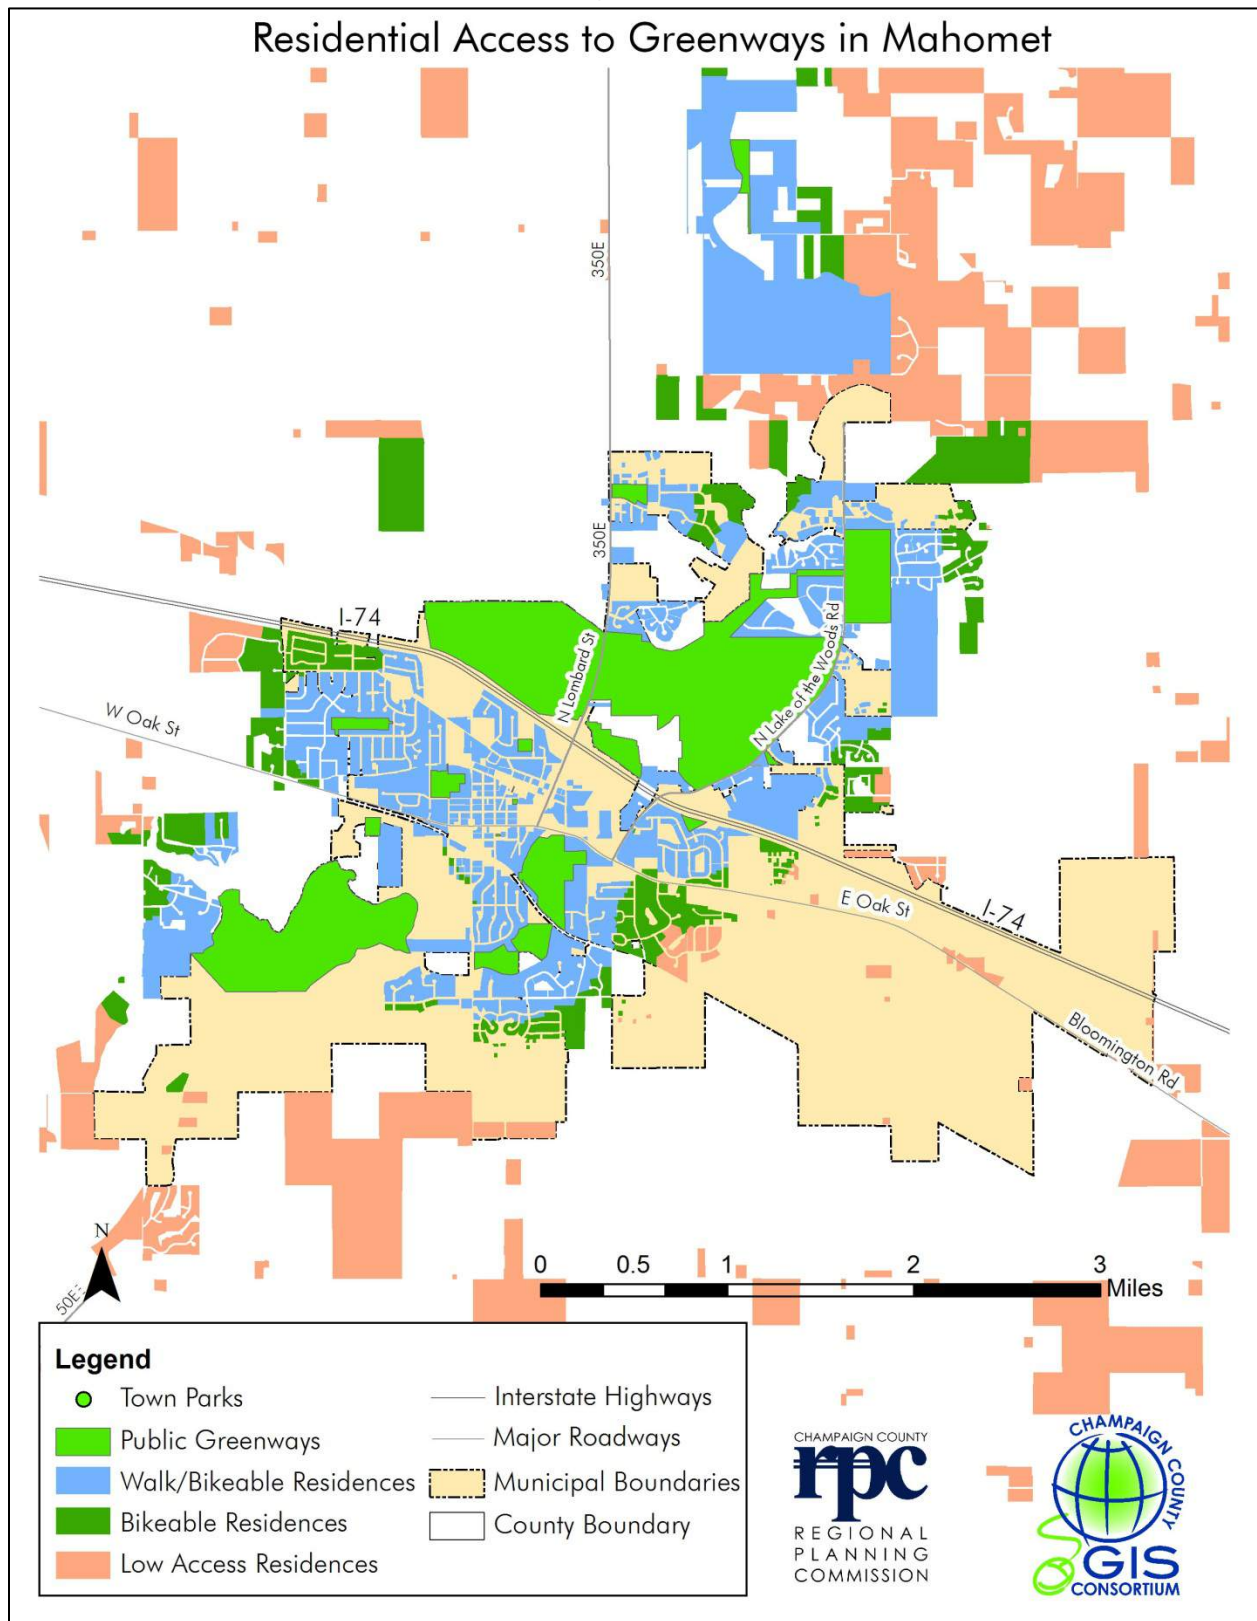 Residential Access to Greenways in Mahomet
350E
350E
I-74
N Lombard St
N Lake of the Woods Rd
W Oak St
E Oak St
I-74
Bloomington Rd
N
50E
0 0.5 1 2 3
Miles
Legend
Town Parks
Public Greenways
Walk/Bikeable Residences
Bikeable Residences
Low Access Residences
Interstate Highways
Major Roadways
Municipal Boundaries
County Boundary
CHAMPAIGN COUNTY
rpc
REGIONAL
PLANNING
COMMISSION
CHAMPAIGN COUNTY
GIS
CONSORTIUM